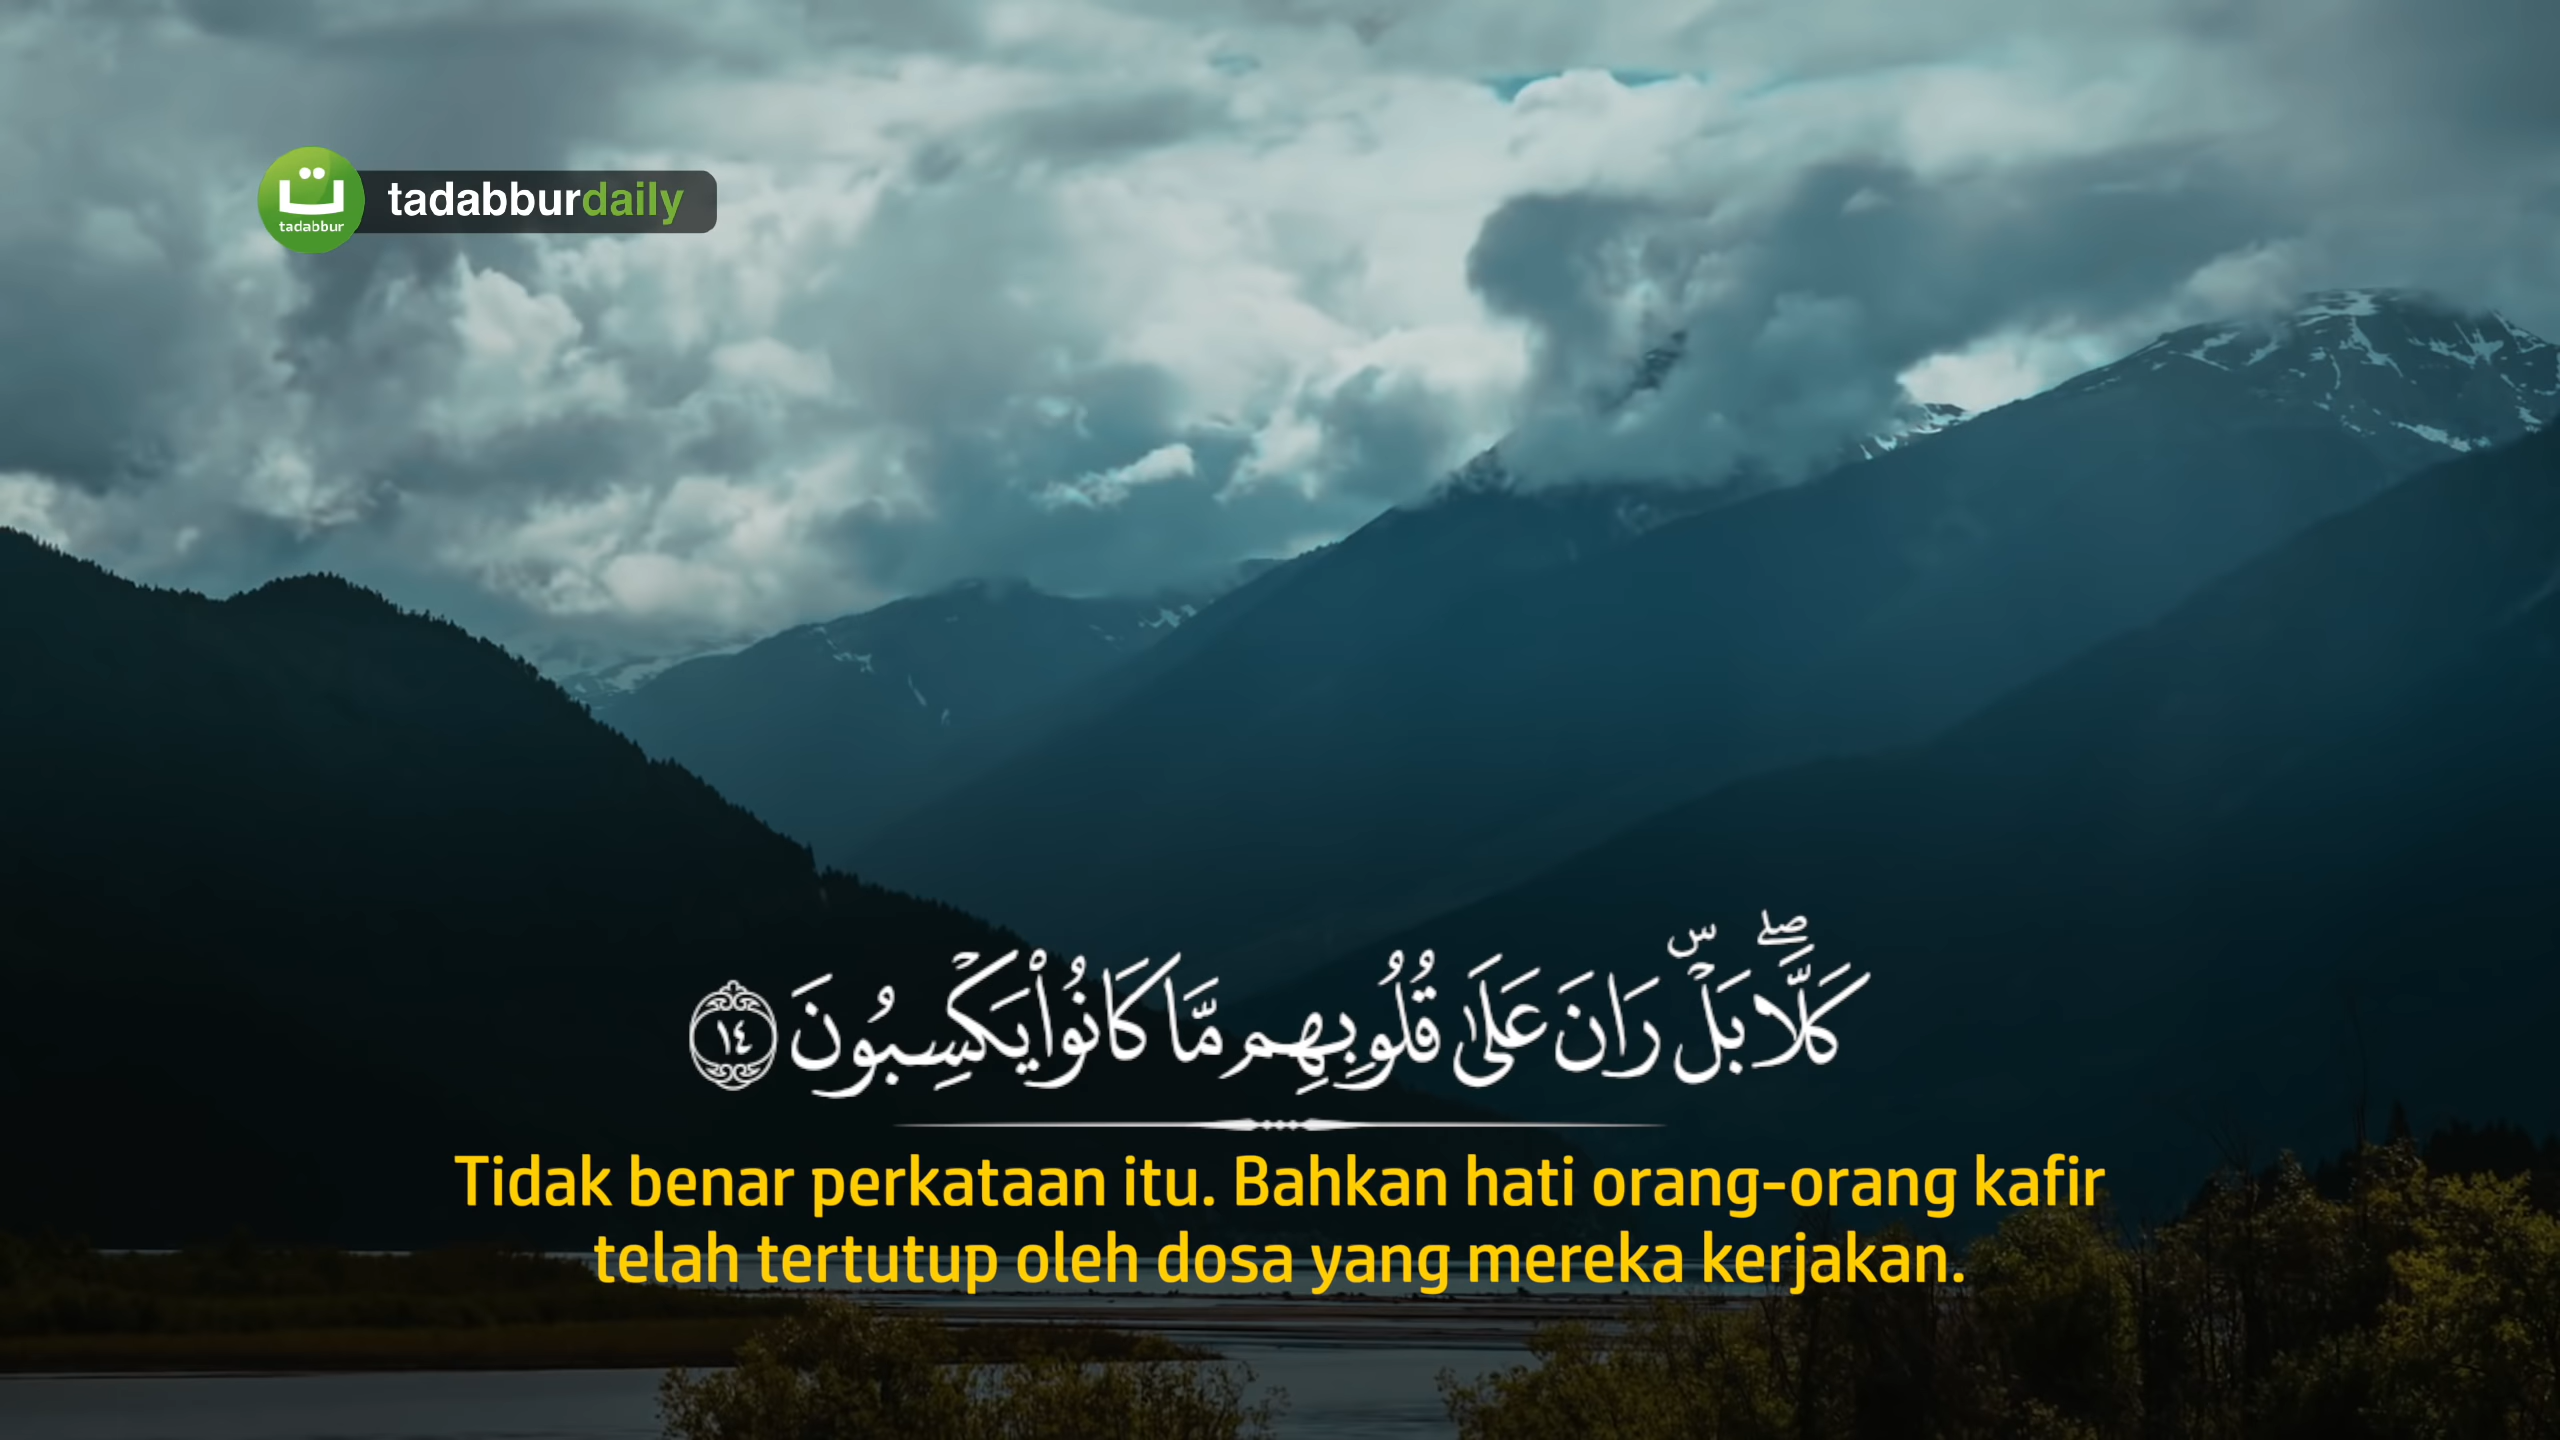 tadabbur
tadabburdaily
كَلَّاۖ بَلْۜ رَانَ عَلَىٰ قُلُوبِهِم مَّا كَانُوا۟ يَكْسِبُونَ ١٤
Tidak benar perkataan itu. Bahkan hati orang-orang kafir
telah tertutup oleh dosa yang mereka kerjakan.